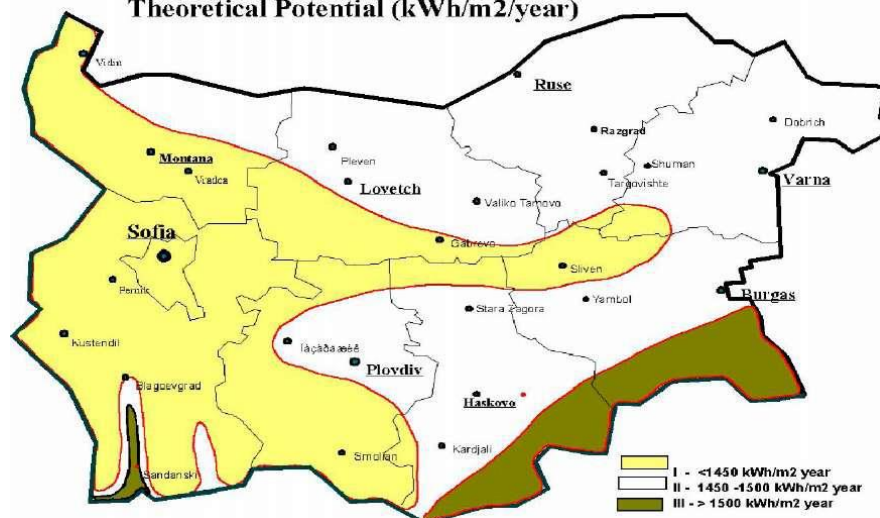 Theoretical Potential (kWh/m2/year)
Vidin
Ruse
Dobrich
Razgrad
Montana
Pleven
Shuman
Vratca
Lovetch
Targovishte
Varna
Valiko Tarnovo
Sofia
Gabrevo
Sliven
Pernik
Burgas
Yambol
Stara Zagora
Kustendil
Plovdiv
Blagoevgrad
Haskovo
Kardjali
Smolian
Sandanski
I - <1450 kWh/m2 year
II - 1450 -1500 kWh/m2 year
III - > 1500 kWh/m2 year